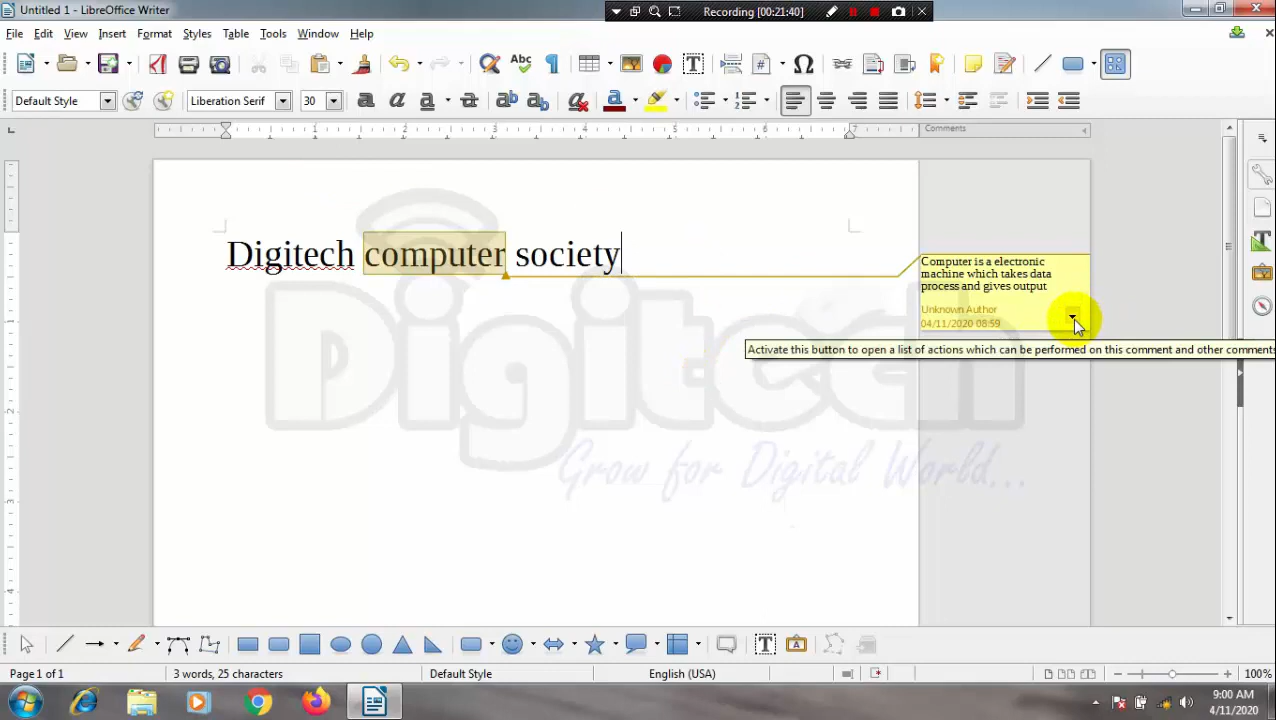 Untitled 1 - LibreOffice Writer
Recording [00:21:40]
File Edit View Insert Format Styles Table Tools Window Help
Default Style
Liberation Serif
30
Comments
Digitech computer society
Computer is a electronic
machine which takes data
process and gives output
Unknown Author
04/11/2020 08:59
Activate this button to open a list of actions which can be performed on this comment and other comments
Digitech
Grow for Digital World...
Page 1 of 1
3 words, 25 characters
Default Style
English (USA)
100%
9:00 AM
4/11/2020